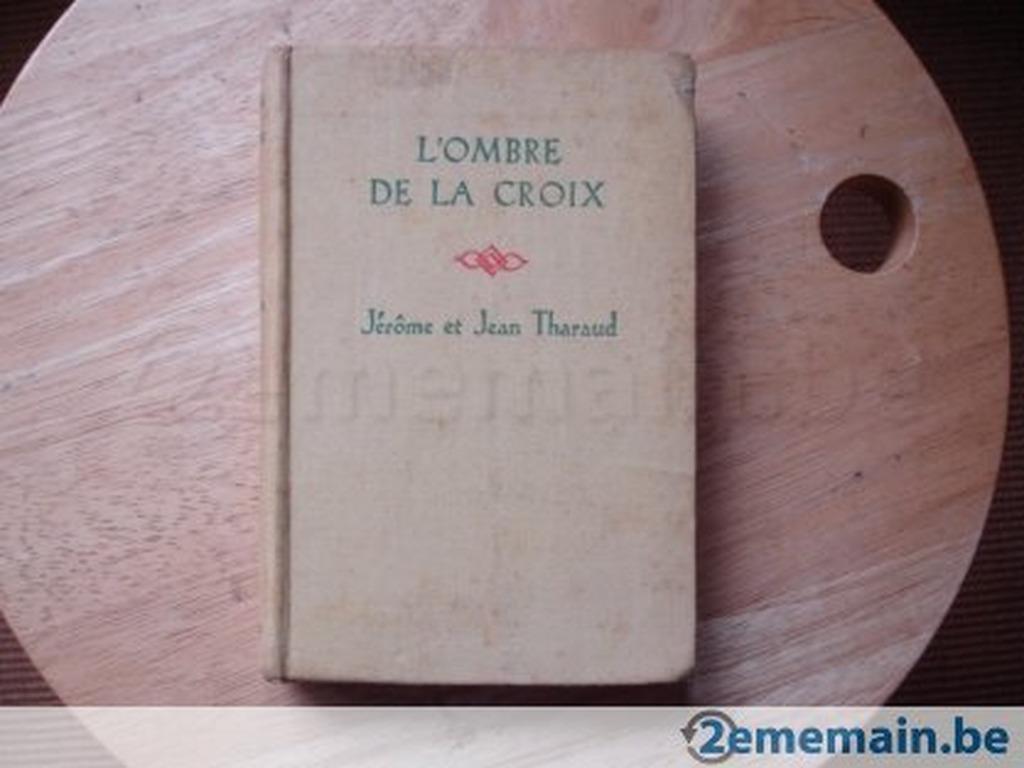 L'OMBRE
DE LA CROIX
Jérôme et Jean Tharaud
2ememain.be